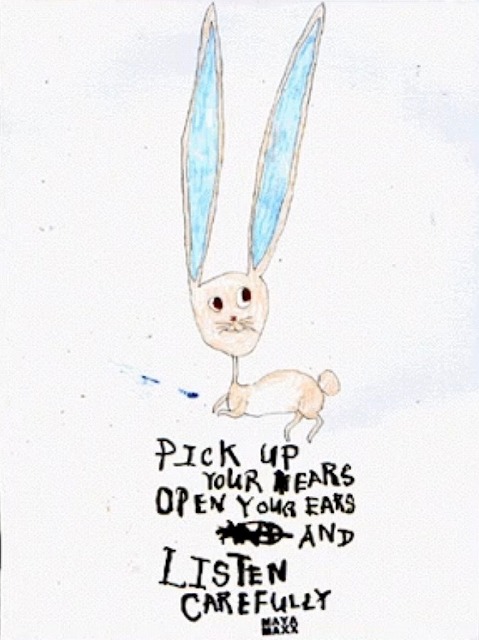 PICK UP
YOUR EARS
OPEN YOUR EARS
AND
LISTEN
CAREFULLY
MAYA
MAXX